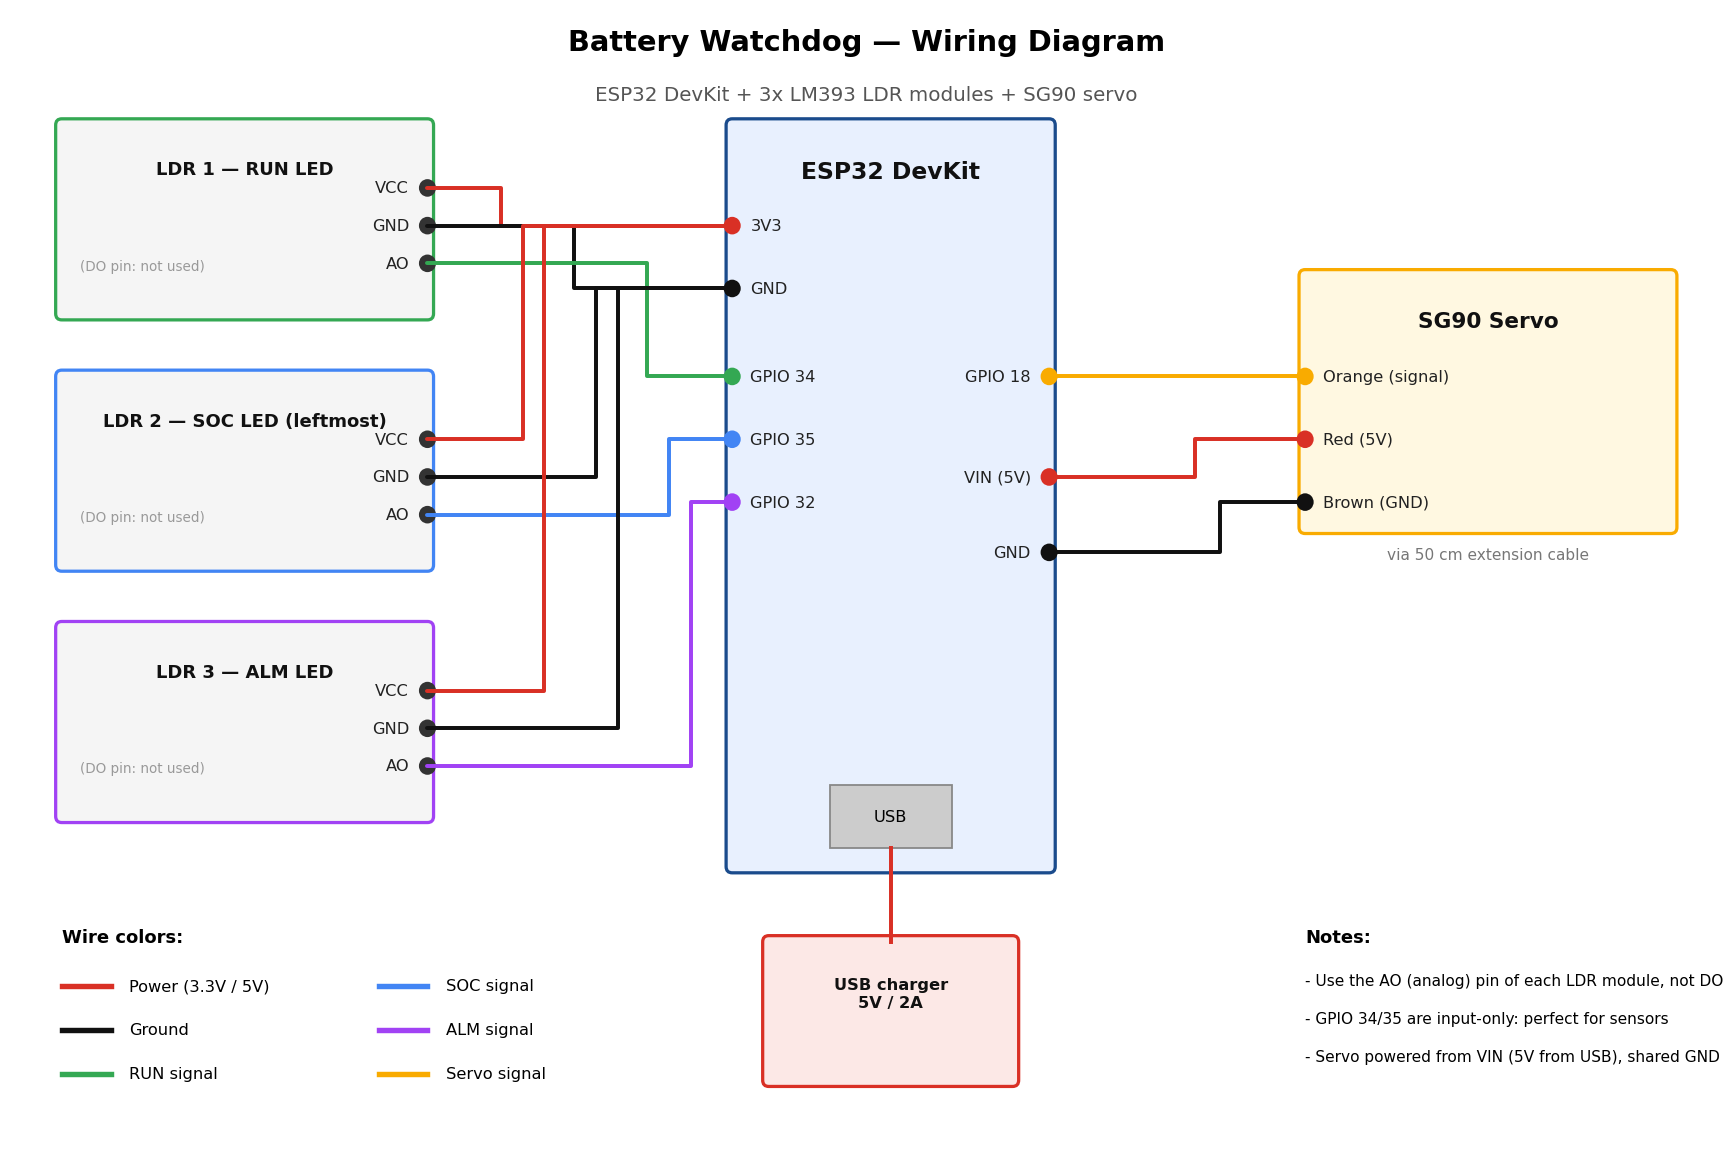 Battery Watchdog — Wiring Diagram
ESP32 DevKit + 3x LM393 LDR modules + SG90 servo
LDR 1 — RUN LED
VCC
GND
AO
(DO pin: not used)
LDR 2 — SOC LED (leftmost)
VCC
GND
AO
(DO pin: not used)
LDR 3 — ALM LED
VCC
GND
AO
(DO pin: not used)
ESP32 DevKit
3V3
GND
GPIO 34
GPIO 35
GPIO 32
GPIO 18
VIN (5V)
GND
USB
SG90 Servo
Orange (signal)
Red (5V)
Brown (GND)
via 50 cm extension cable
USB charger
5V / 2A
Wire colors:
Power (3.3V / 5V)
Ground
RUN signal
SOC signal
ALM signal
Servo signal
Notes:
- Use the AO (analog) pin of each LDR module, not DO
- GPIO 34/35 are input-only: perfect for sensors
- Servo powered from VIN (5V from USB), shared GND